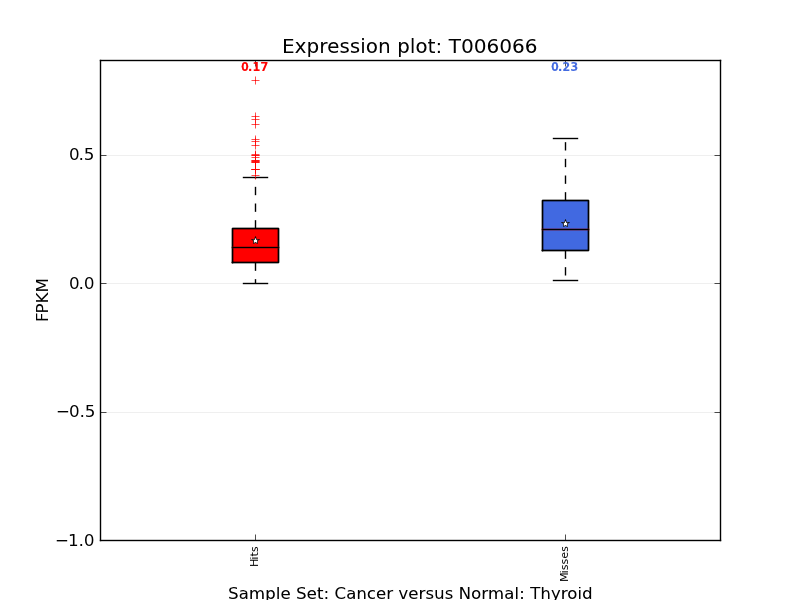 Expression plot: T006066
0.17 0.23
0.5
0.0
−0.5
−1.0
FPKM
Hits Misses
Sample Set: Cancer versus Normal: Thyroid